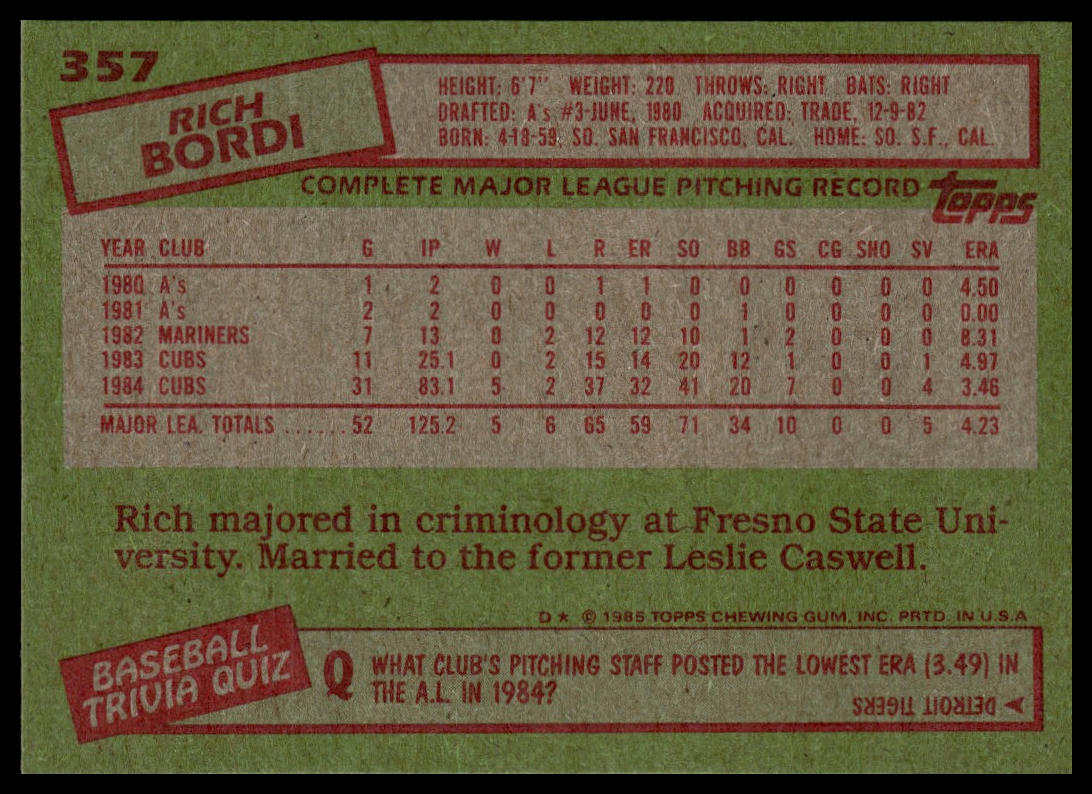 357
RICH
BORDI
HEIGHT: 6'7" WEIGHT: 220 THROWS: RIGHT BATS: RIGHT
DRAFTED: A's #3-JUNE, 1980 ACQUIRED: TRADE, 12-9-82
BORN: 4-18-59, SO. SAN FRANCISCO, CAL. HOME: SO. S.F., CAL.
COMPLETE MAJOR LEAGUE PITCHING RECORD topps
YEAR CLUB G IP W L R ER SO BB GS CG SHO SV ERA
1980 A's 1 2 0 0 1 1 0 0 0 0 0 0 4.50
1981 A's 2 2 0 0 0 0 0 1 0 0 0 0 0.00
1982 MARINERS 7 13 0 2 12 12 10 1 2 0 0 0 8.31
1983 CUBS 11 25.1 0 2 15 14 20 12 1 0 0 1 4.97
1984 CUBS 31 83.1 5 2 37 32 41 20 7 0 0 4 3.46
MAJOR LEA. TOTALS ...... 52 125.2 5 6 65 59 71 34 10 0 0 5 4.23
Rich majored in criminology at Fresno State Uni-
versity. Married to the former Leslie Caswell.
D* © 1985 TOPPS CHEWING GUM, INC. PRTD. IN U.S.A
BASEBALL
TRIVIA QUIZ
Q WHAT CLUB'S PITCHING STAFF POSTED THE LOWEST ERA (3.49) IN
THE A.L. IN 1984?
DETROIT TIGERS